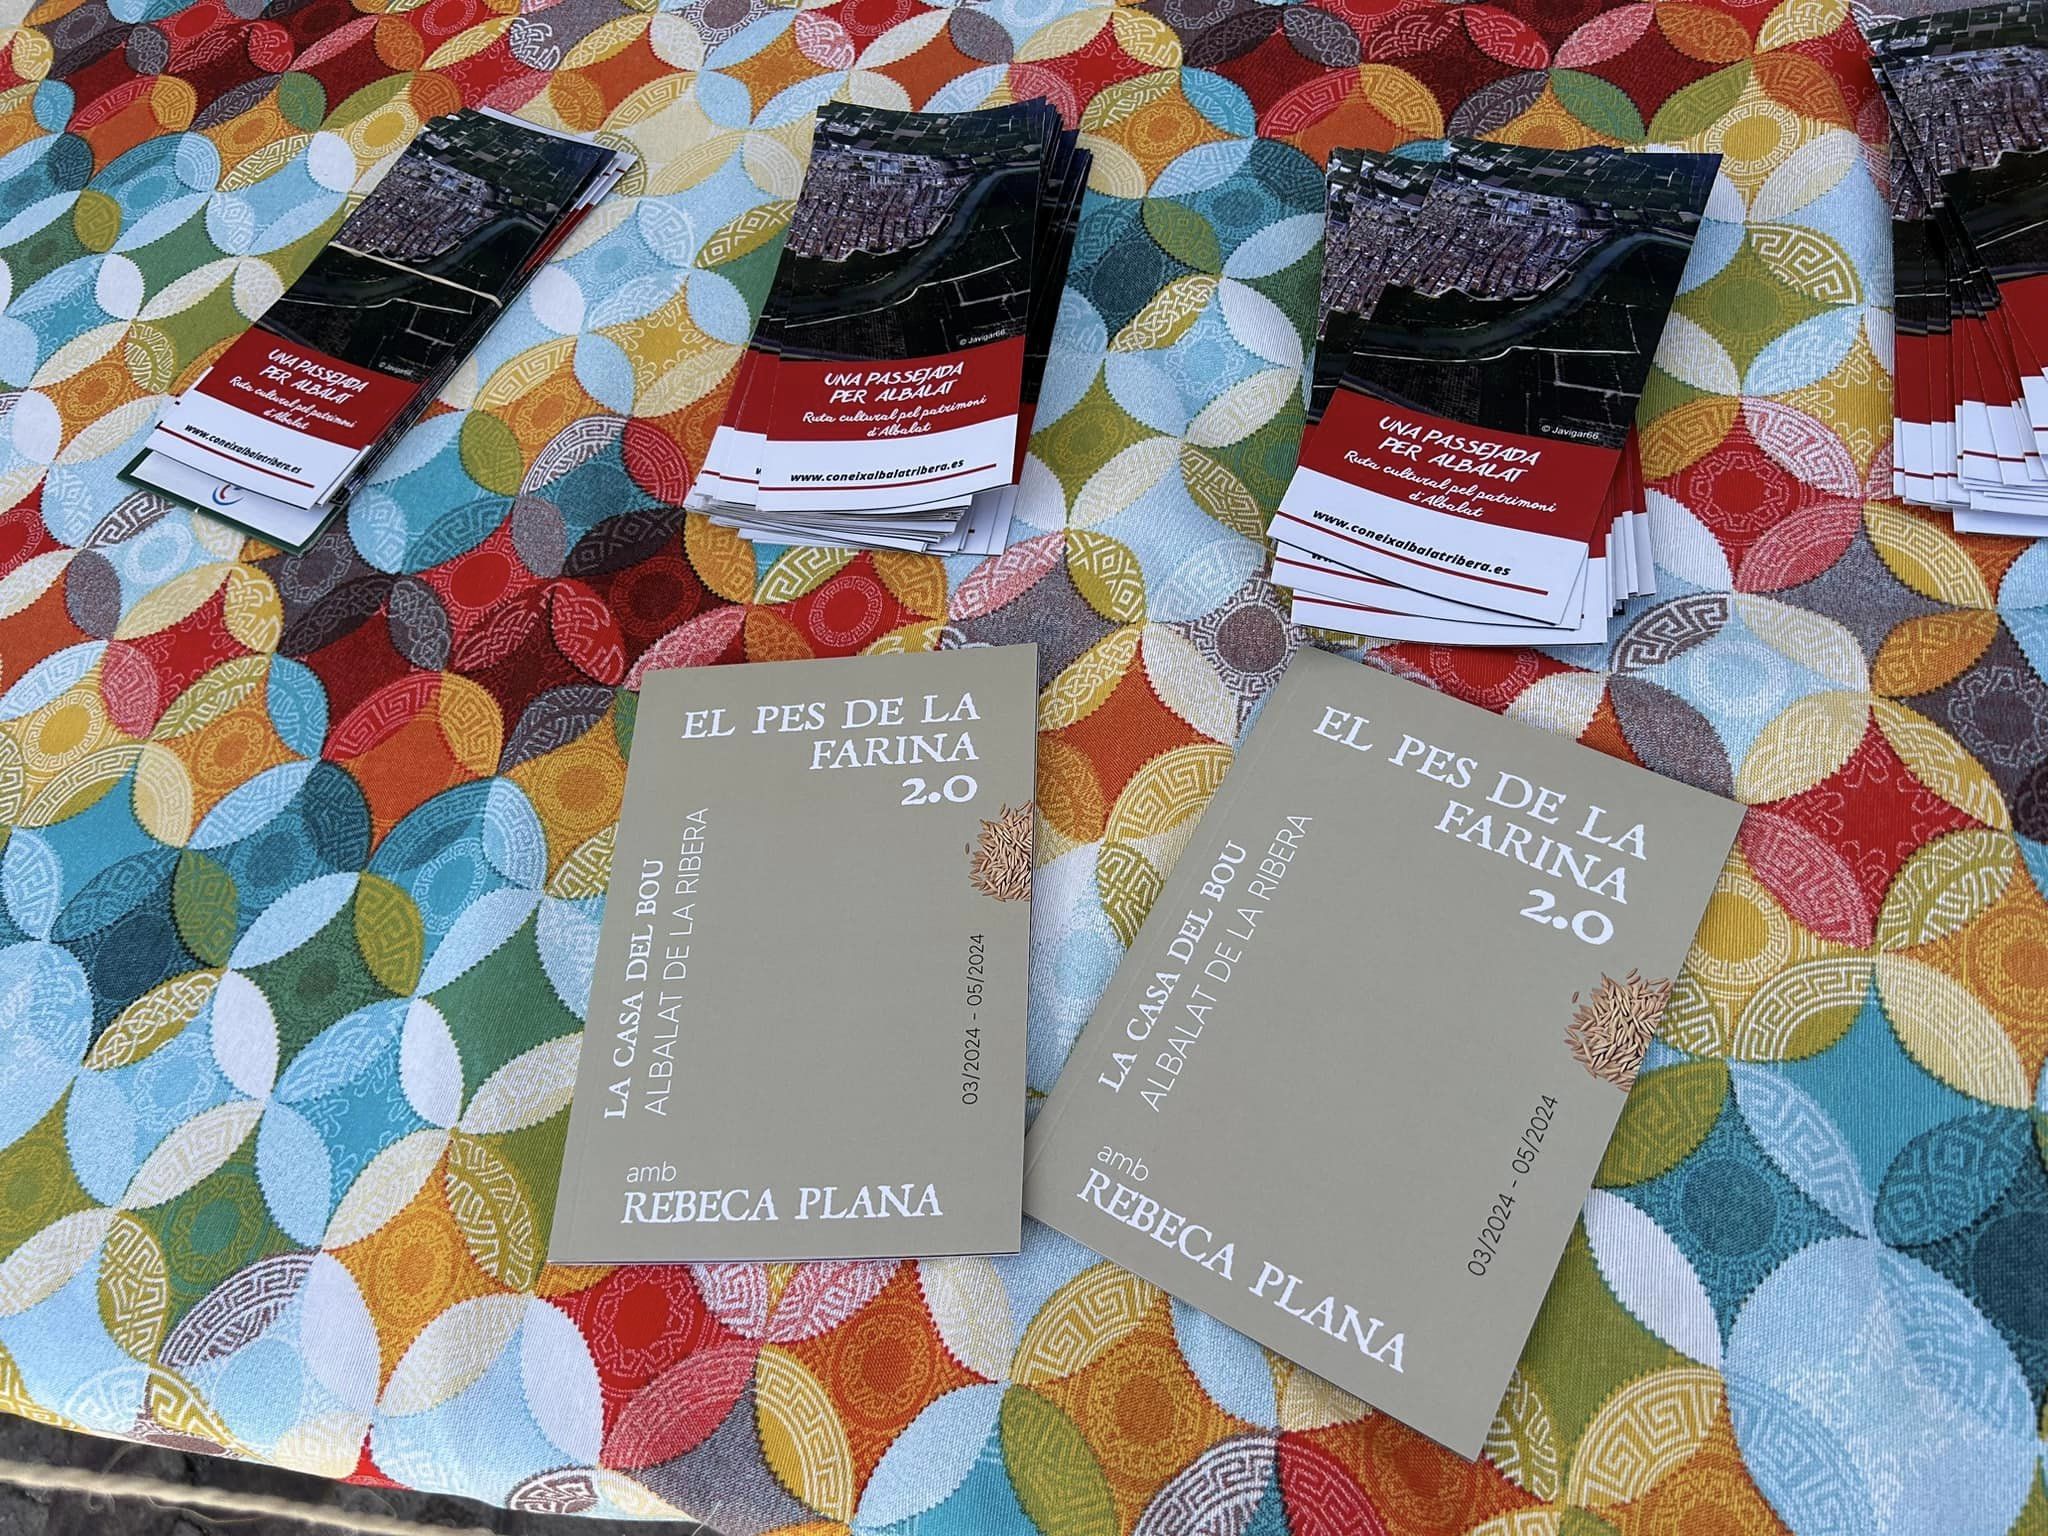 © Javigar66
UNA PASSEJADA
PER ALBALAT
Ruta cultural pel patrimoni
d'Albalat
www.coneixalbalatribera.es
© Javigar66
UNA PASSEJADA
PER ALBALAT
Ruta cultural pel patrimoni
d'Albalat
www.coneixalbalatribera.es
© Javigar66
UNA PASSEJADA
PER ALBALAT
Ruta cultural pel patrimoni
d'Albalat
www.coneixalbalatribera.es
EL PES DE LA
FARINA
2.0
LA CASA DEL BOU
ALBALAT DE LA RIBERA
03/2024 - 05/2024
amb
REBECA PLANA
EL PES DE LA
FARINA
2.0
LA CASA DEL BOU
ALBALAT DE LA RIBERA
03/2024 - 05/2024
amb
REBECA PLANA